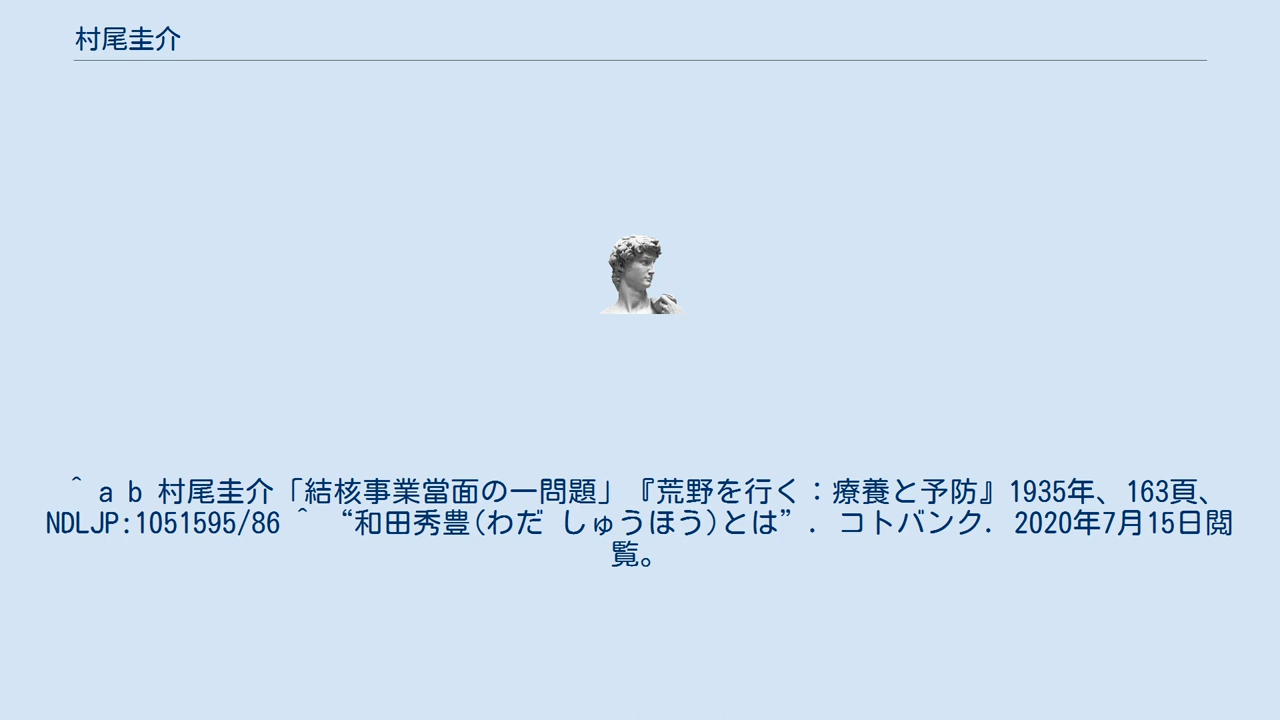 村尾圭介
^ a b 村尾圭介「結核事業當面の一問題」『荒野を行く：療養と予防』1935年、163頁、
NDLJP:1051595/86 ^ “和田秀豊(わだ しゅうほう)とは”. コトバンク. 2020年7月15日閲
覧。